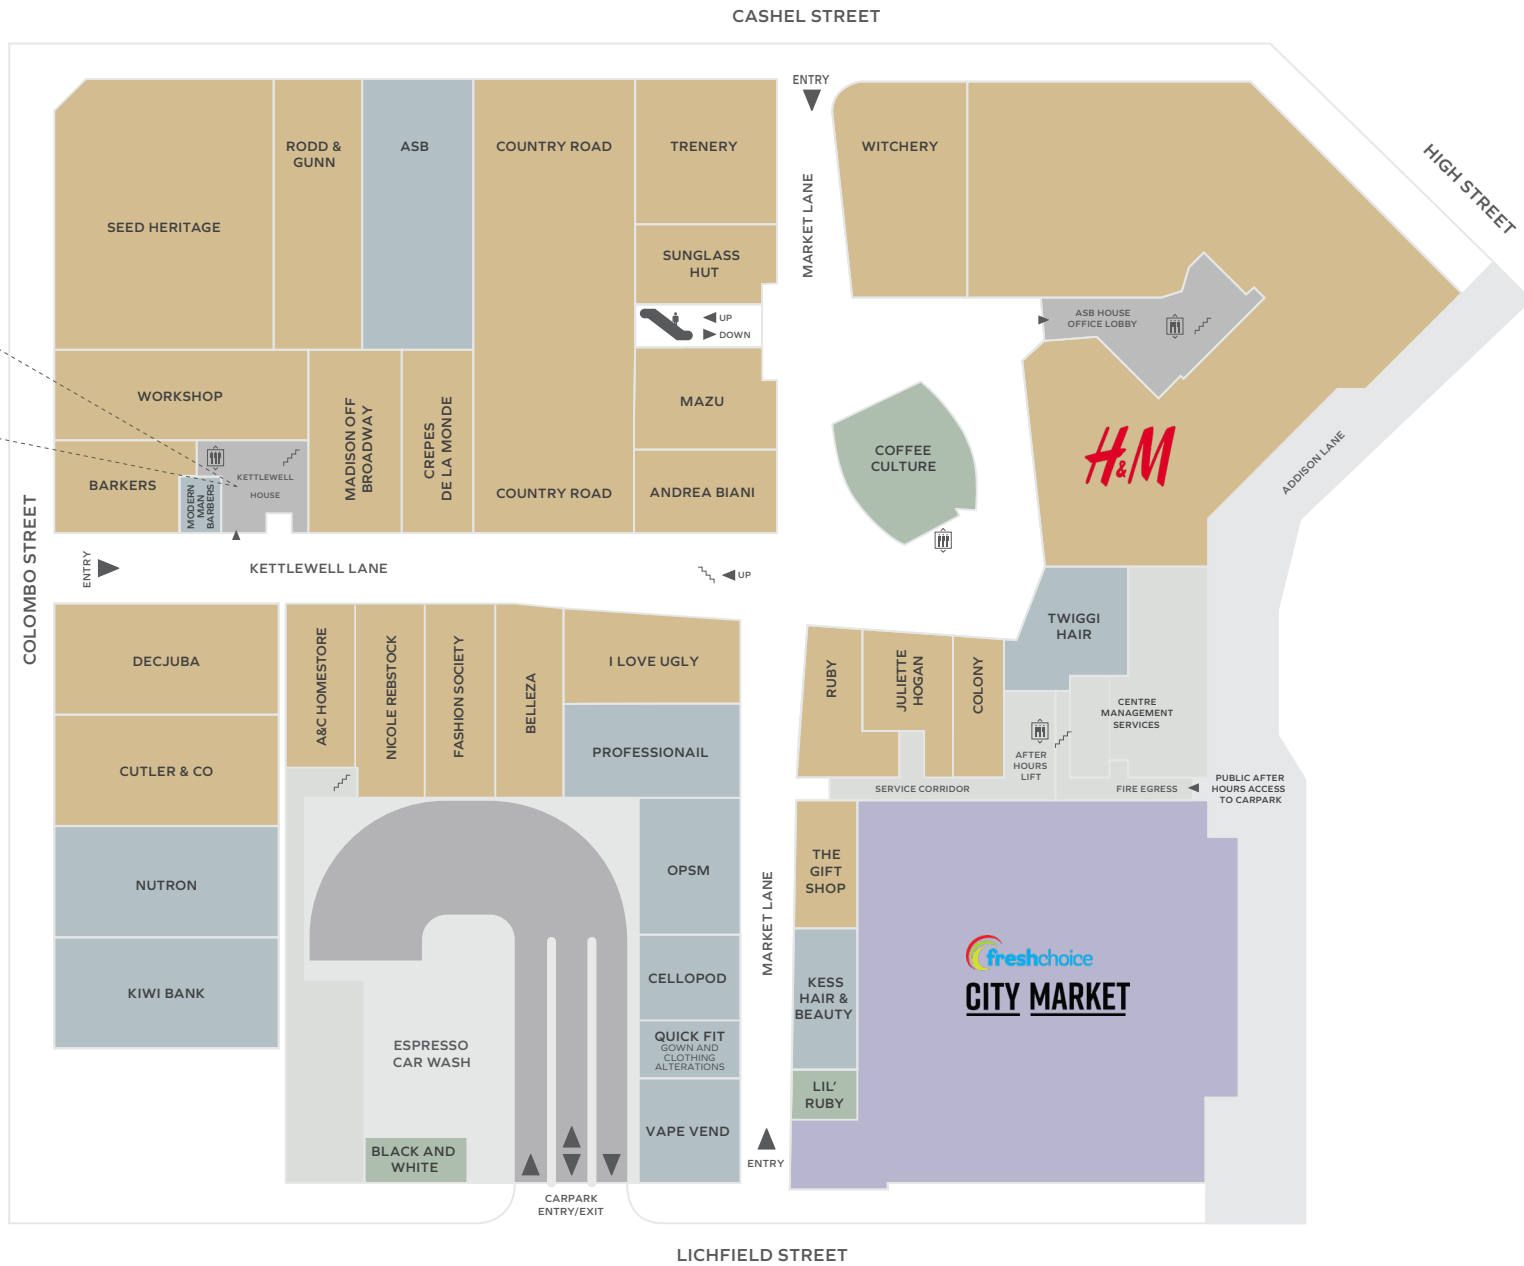 CASHEL STREET
HIGH STREET
ENTRY
MARKET LANE
SEED HERITAGE
RODD &
GUNN
ASB
COUNTRY ROAD
TRENERY
SUNGLASS
HUT
UP
DOWN
WITCHERY
ASB HOUSE
OFFICE LOBBY
H&M
ADDISON LANE
WORKSHOP
BARKERS
MODERN
MAN
BARBERS
KETTLEWELL
HOUSE
MADISON OFF
BROADWAY
CREPES
DE LA MONDE
COUNTRY ROAD
MAZU
ANDREA BIANI
COFFEE
CULTURE
COLOMBO STREET
ENTRY
KETTLEWELL LANE
UP
DECJUBA
CUTLER & CO
NUTRON
KIWI BANK
A&C HOMESTORE
NICOLE REBSTOCK
FASHION SOCIETY
BELLEZA
I LOVE UGLY
PROFESSIONAIL
OPSM
CELLOPOD
QUICK FIT
GOWN AND
CLOTHING
ALTERATIONS
VAPE VEND
ESPRESSO
CAR WASH
BLACK AND
WHITE
CARPARK
ENTRY/EXIT
MARKET LANE
ENTRY
RUBY
JULIETTE
HOGAN
COLONY
TWIGGI
HAIR
CENTRE
MANAGEMENT
SERVICES
AFTER
HOURS
LIFT
SERVICE CORRIDOR
FIRE EGRESS
PUBLIC AFTER
HOURS ACCESS
TO CARPARK
THE
GIFT
SHOP
KESS
HAIR &
BEAUTY
LIL'
RUBY
freshchoice
CITY MARKET
LICHFIELD STREET